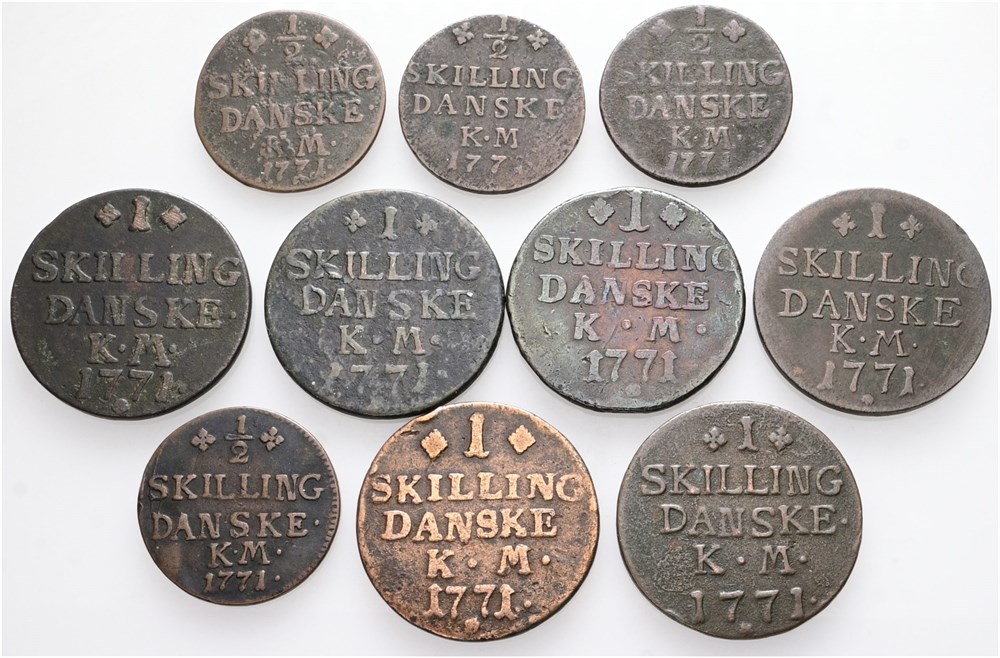 1/2
SKILLING
DANSKE·
K·M·
1771
1/2
SKILLING
DANSKE
K·M
1771.
1/2
SKILLING
DANSKE·
K·M·
1771
1
SKILLING
DANSKE·
K·M·
1771.
1
SKILLING
DANSKE
K·M·
1771.
1
SKILLING
DANSKE
K·M·
1771
1
SKILLING
DANSKE
K·M·
1771.
1/2
SKILLING
DANSKE·
K·M·
1771·
1
SKILLING
DANSKE
K·M·
1771·
1
SKILLING
DANSKE·
K·M·
1771·